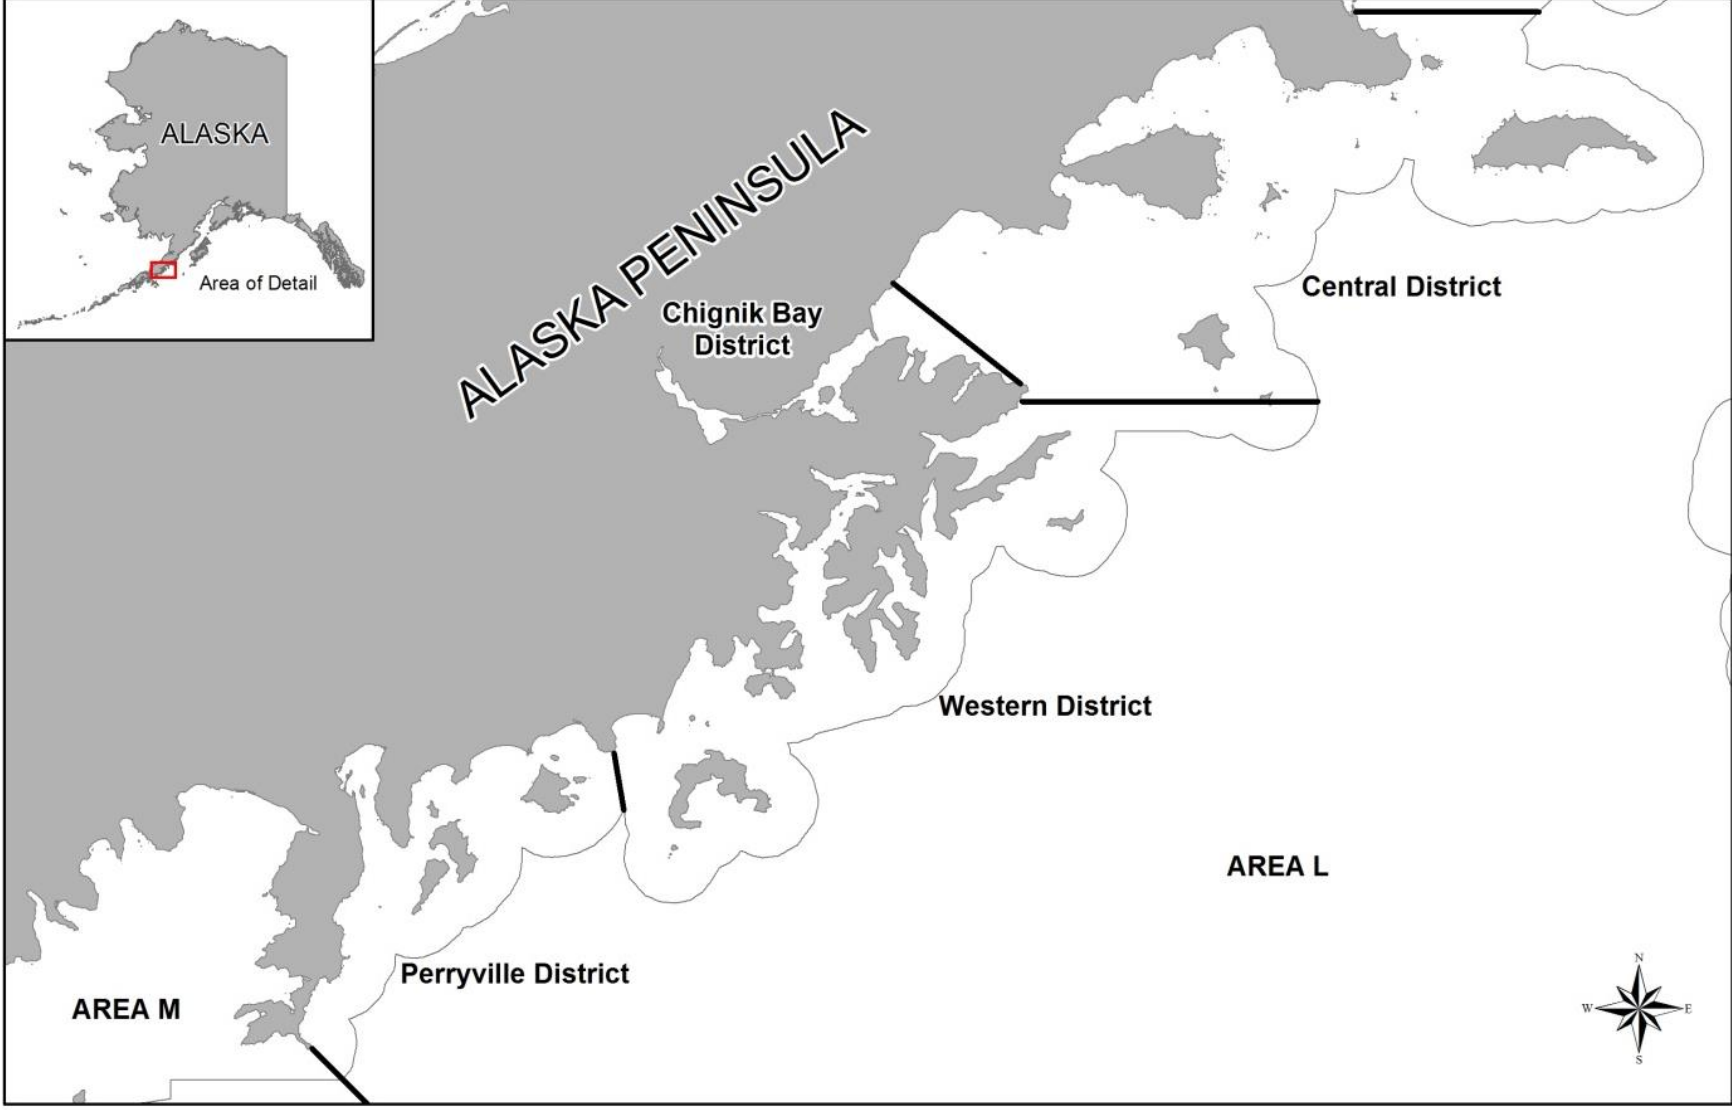 ALASKA
Area of Detail
ALASKA PENINSULA
Chignik Bay
District
Central District
Western District
AREA L
Perryville District
AREA M
N
W
E
S